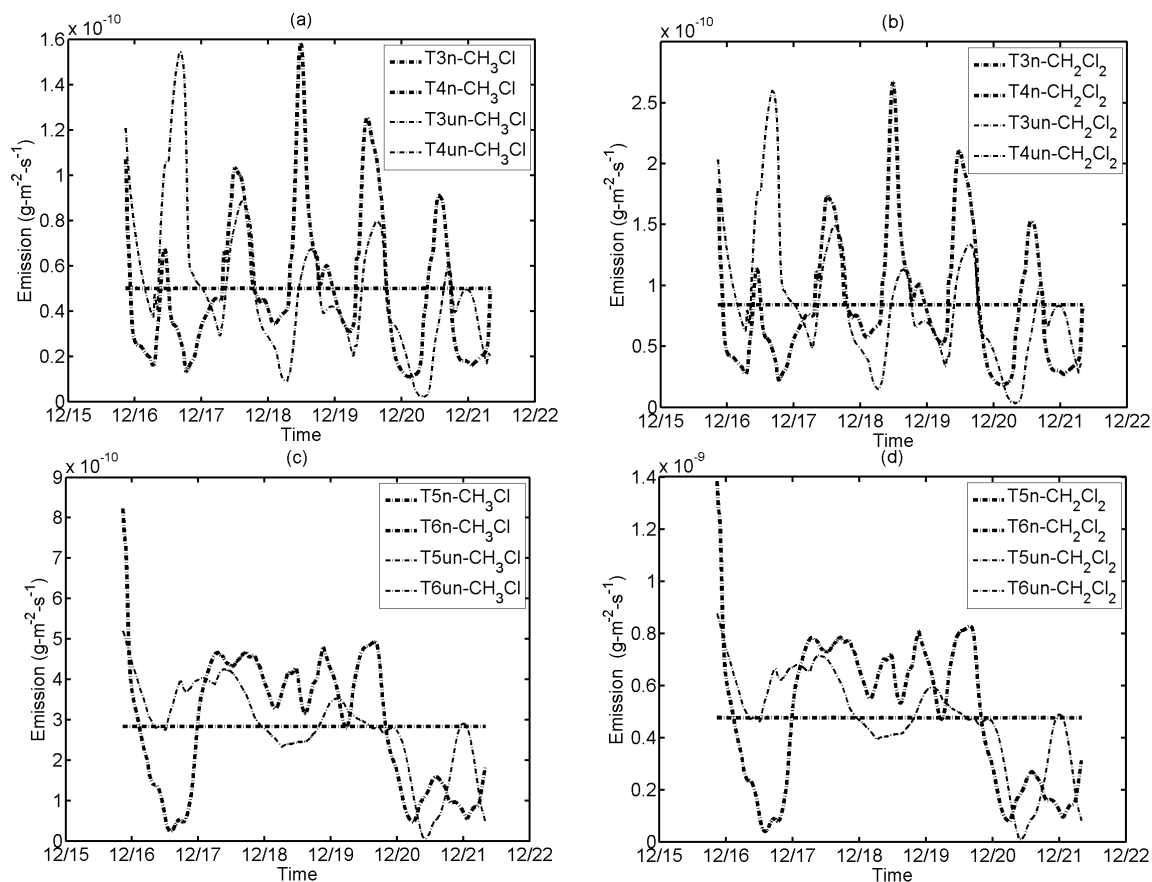 (a)
x 10^-10
1.6
1.4
1.2
1
0.8
0.6
0.4
0.2
0
Emission (g-m^-2-s^-1)
12/15 12/16 12/17 12/18 12/19 12/20 12/21 12/22
Time
T3n-CH3Cl
T4n-CH3Cl
T3un-CH3Cl
T4un-CH3Cl
(b)
x 10^-10
2.5
2.0
1.5
1.0
0.5
0
Emission (g-m^-2-s^-1)
12/15 12/16 12/17 12/18 12/19 12/20 12/21 12/22
Time
T3n-CH2Cl2
T4n-CH2Cl2
T3un-CH2Cl2
T4un-CH2Cl2
(c)
x 10^-10
9
8
7
6
5
4
3
2
1
0
Emission (g-m^-2-s^-1)
12/15 12/16 12/17 12/18 12/19 12/20 12/21 12/22
Time
T5n-CH3Cl
T6n-CH3Cl
T5un-CH3Cl
T6un-CH3Cl
(d)
x 10^-9
1.4
1.2
1
0.8
0.6
0.4
0.2
0
Emission (g-m^-2-s^-1)
12/15 12/16 12/17 12/18 12/19 12/20 12/21 12/22
Time
T5n-CH2Cl2
T6n-CH2Cl2
T5un-CH2Cl2
T6un-CH2Cl2